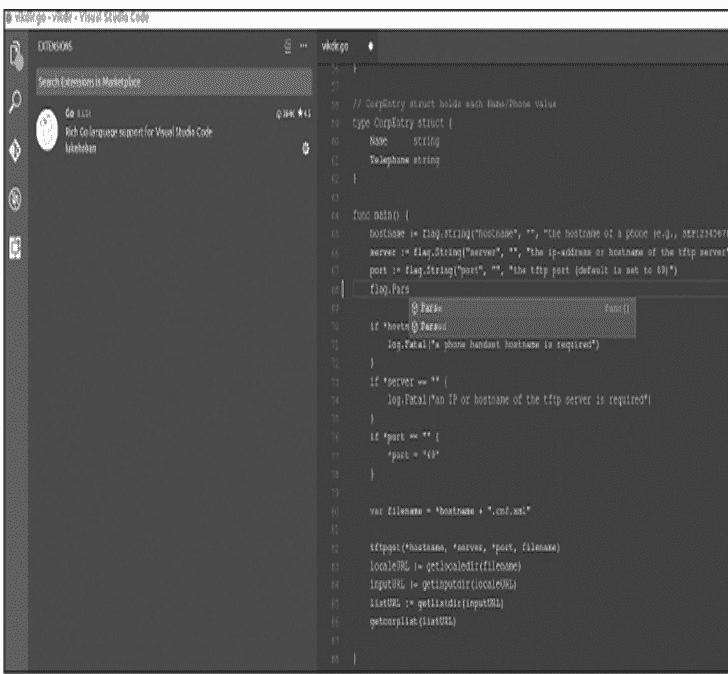 vikdir.go - vikdir - Visual Studio Code
EXTENSIONS
Search Extensions in Marketplace
Go
Rich Go language support for Visual Studio Code
lukehoban
vikdir.go
}
// CorpEntry struct holds each Name/Phone value
type CorpEntry struct {
Name string
Telephone string
}
func main() {
hostname := flag.String("hostname", "", "the hostname of a phone (e.g.,
server := flag.String("server", "", "the ip-address or hostname of the tftp server"
port := flag.String("port", "", "the tftp port (default is set to 69)")
flag.Pars
Parse func()
Parsed
if *hostn
log.Fatal("a phone handset hostname is required")
}
if *server == "" {
log.Fatal("an IP or hostname of the tftp server is required")
}
if *port == "" {
*port = "69"
}
var filename = *hostname + ".cnf.xml"
tftpget(*hostname, *server, *port, filename)
localeURL := getlocaledir(filename)
inputURL := getinputdir(localeURL)
listURL := getlistdir(inputURL)
getcorplist(listURL)
}